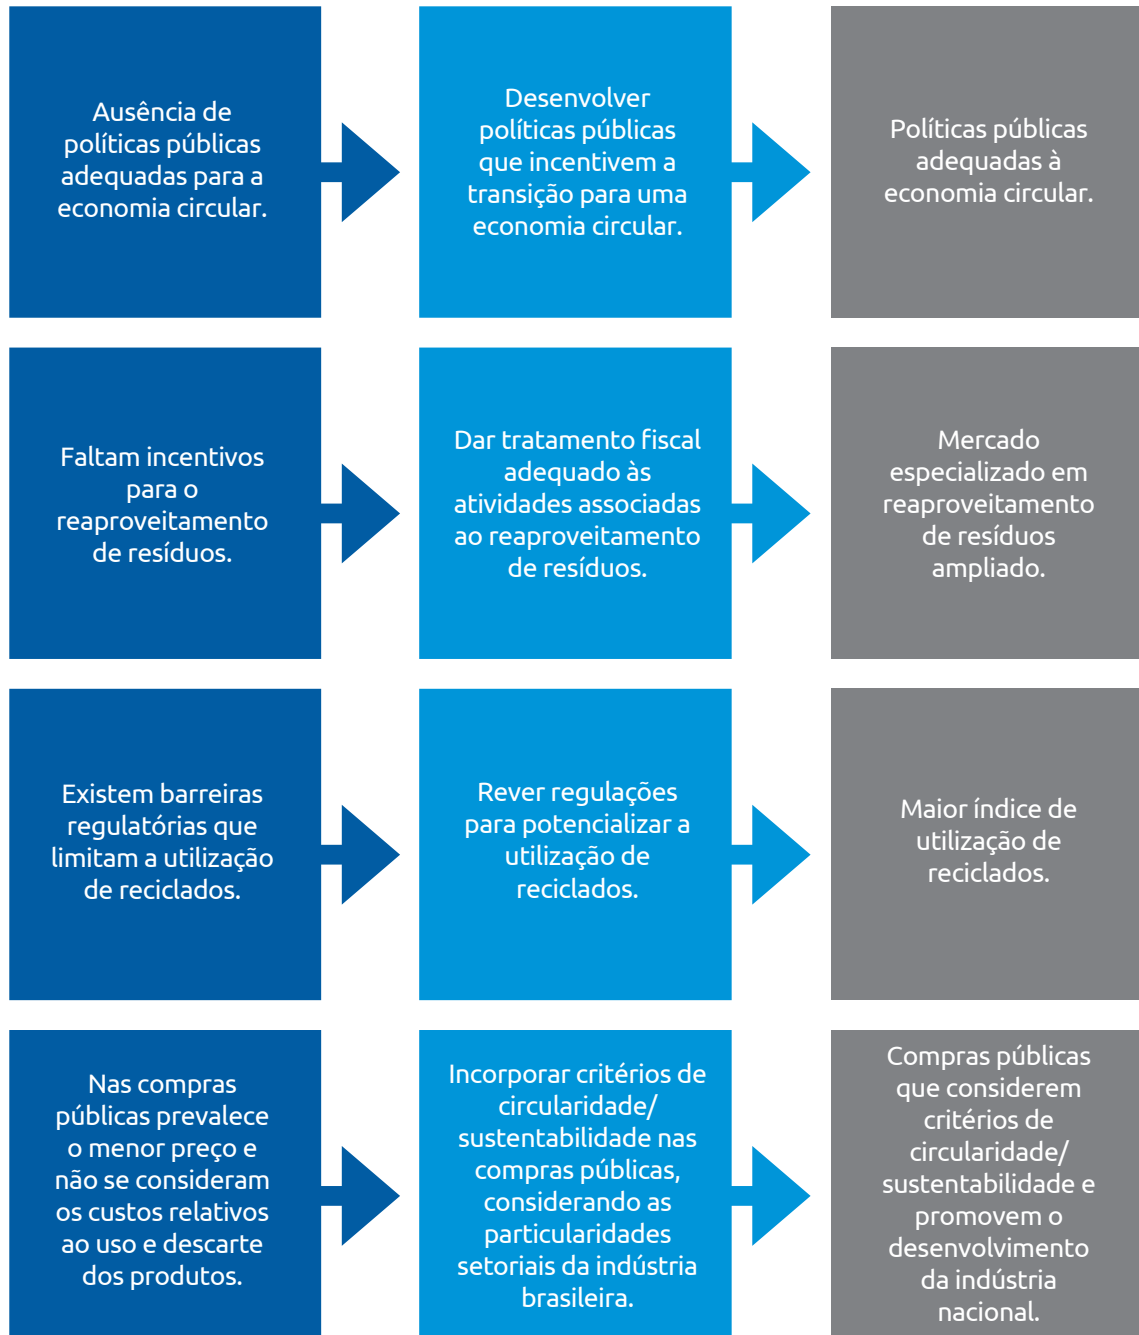 Ausência de
políticas públicas
adequadas para a
economia circular.
Desenvolver
políticas públicas
que incentivem a
transição para uma
economia circular.
Políticas públicas
adequadas à
economia circular.
Faltam incentivos
para o
reaproveitamento
de resíduos.
Dar tratamento fiscal
adequado às
atividades associadas
ao reaproveitamento
de resíduos.
Mercado
especializado em
reaproveitamento
de resíduos
ampliado.
Existem barreiras
regulatórias que
limitam a utilização
de reciclados.
Rever regulações
para potencializar a
utilização de
reciclados.
Maior índice de
utilização de
reciclados.
Nas compras
públicas prevalece
o menor preço e
não se consideram
os custos relativos
ao uso e descarte
dos produtos.
Incorporar critérios de
circularidade/
sustentabilidade nas
compras públicas,
considerando as
particularidades
setoriais da indústria
brasileira.
Compras públicas
que considerem
critérios de
circularidade/
sustentabilidade e
promovem o
desenvolvimento
da indústria
nacional.